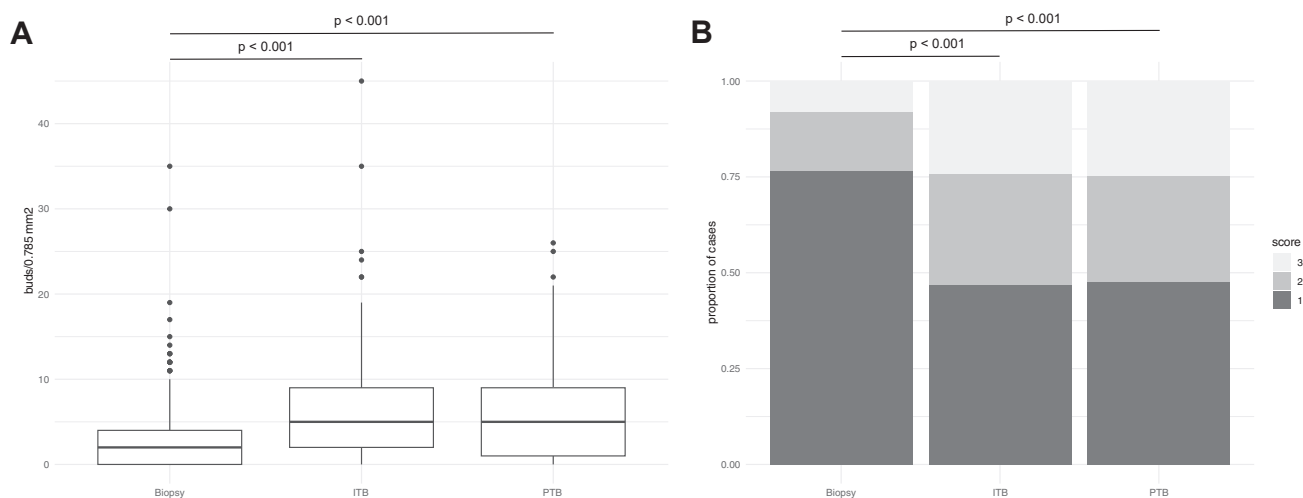 A
p < 0.001
p < 0.001
buds/0.785 mm2
40
30
20
10
0
Biopsy
ITB
PTB
B
p < 0.001
p < 0.001
proportion of cases
1.00
0.75
0.50
0.25
0.00
Biopsy
ITB
PTB
score
3
2
1